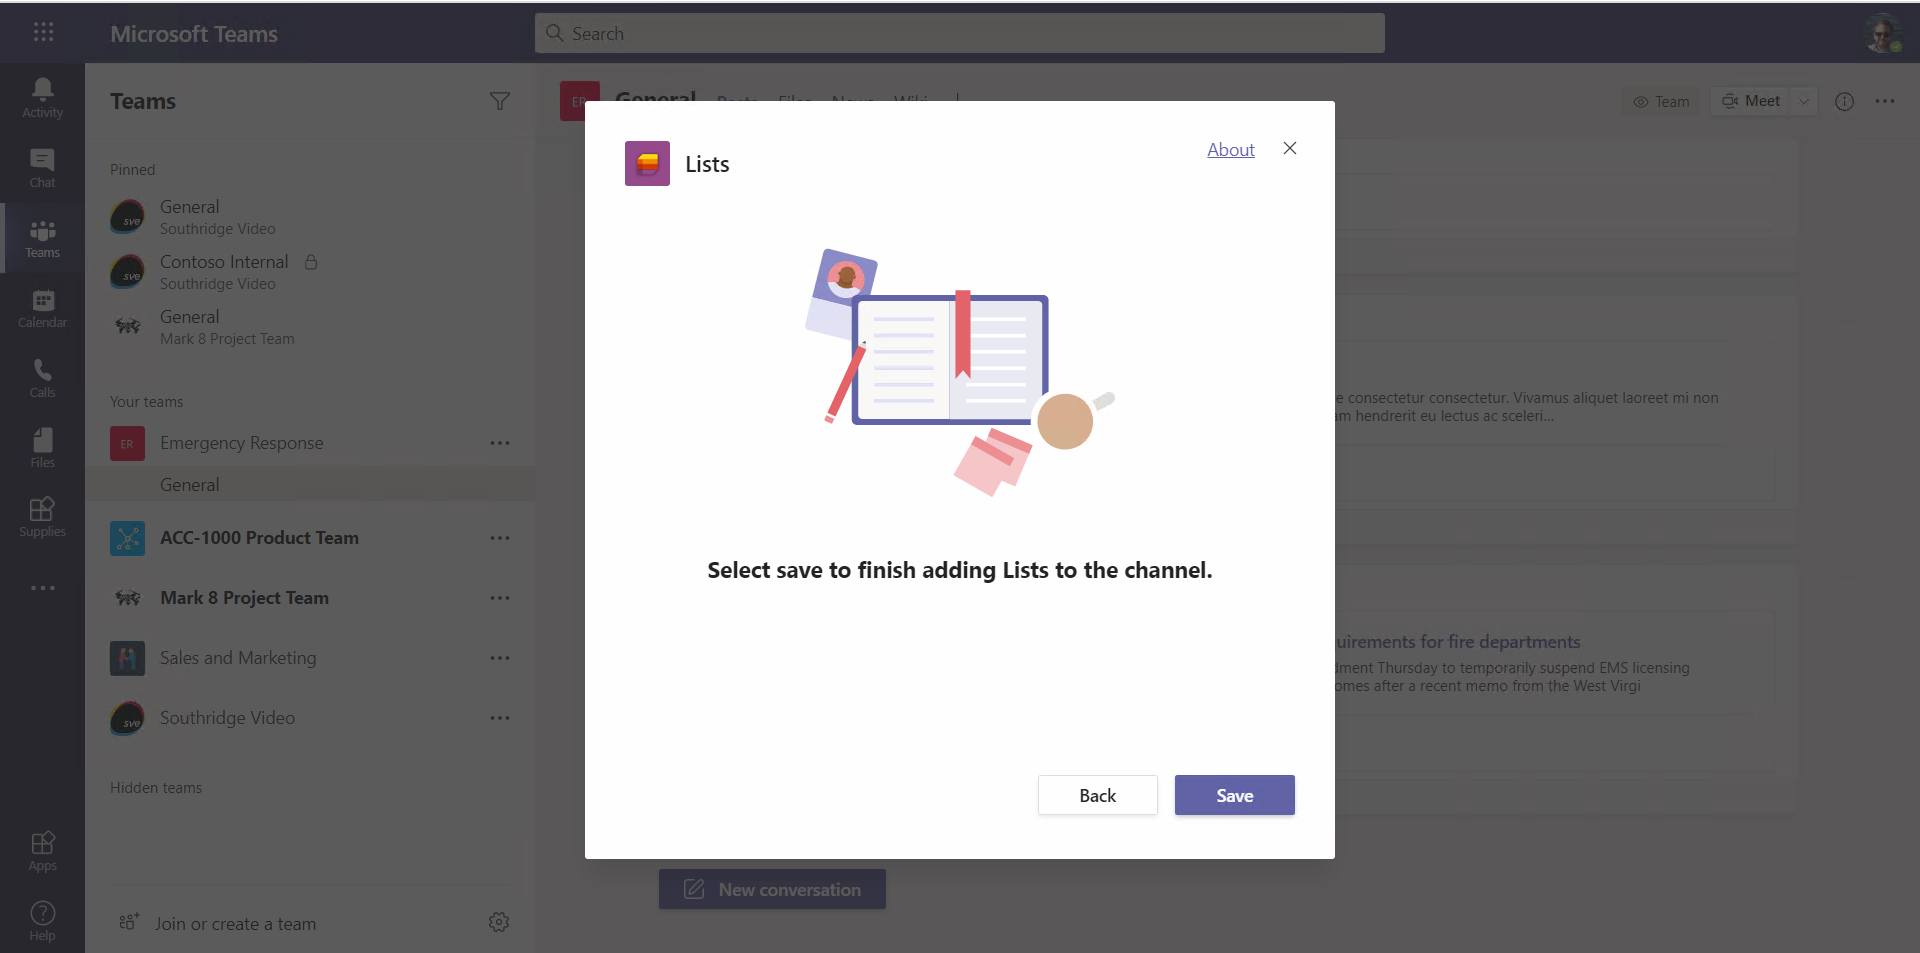 Microsoft Teams
Search
Activity
Chat
Teams
Calendar
Calls
Files
Supplies
Apps
Help
Teams
Pinned
General
Southridge Video
Contoso Internal
Southridge Video
General
Mark 8 Project Team
Your teams
ER Emergency Response
General
ACC-1000 Product Team
Mark 8 Project Team
Sales and Marketing
sve Southridge Video
Hidden teams
Join or create a team
ER General Posts Files News Wiki
Team Meet
Lists
About
Select save to finish adding Lists to the channel.
Back Save
e consectetur consectetur. Vivamus aliquet laoreet mi non
m hendrerit eu lectus ac sceleri...
uirements for fire departments
dment Thursday to temporarily suspend EMS licensing
omes after a recent memo from the West Virgi
New conversation